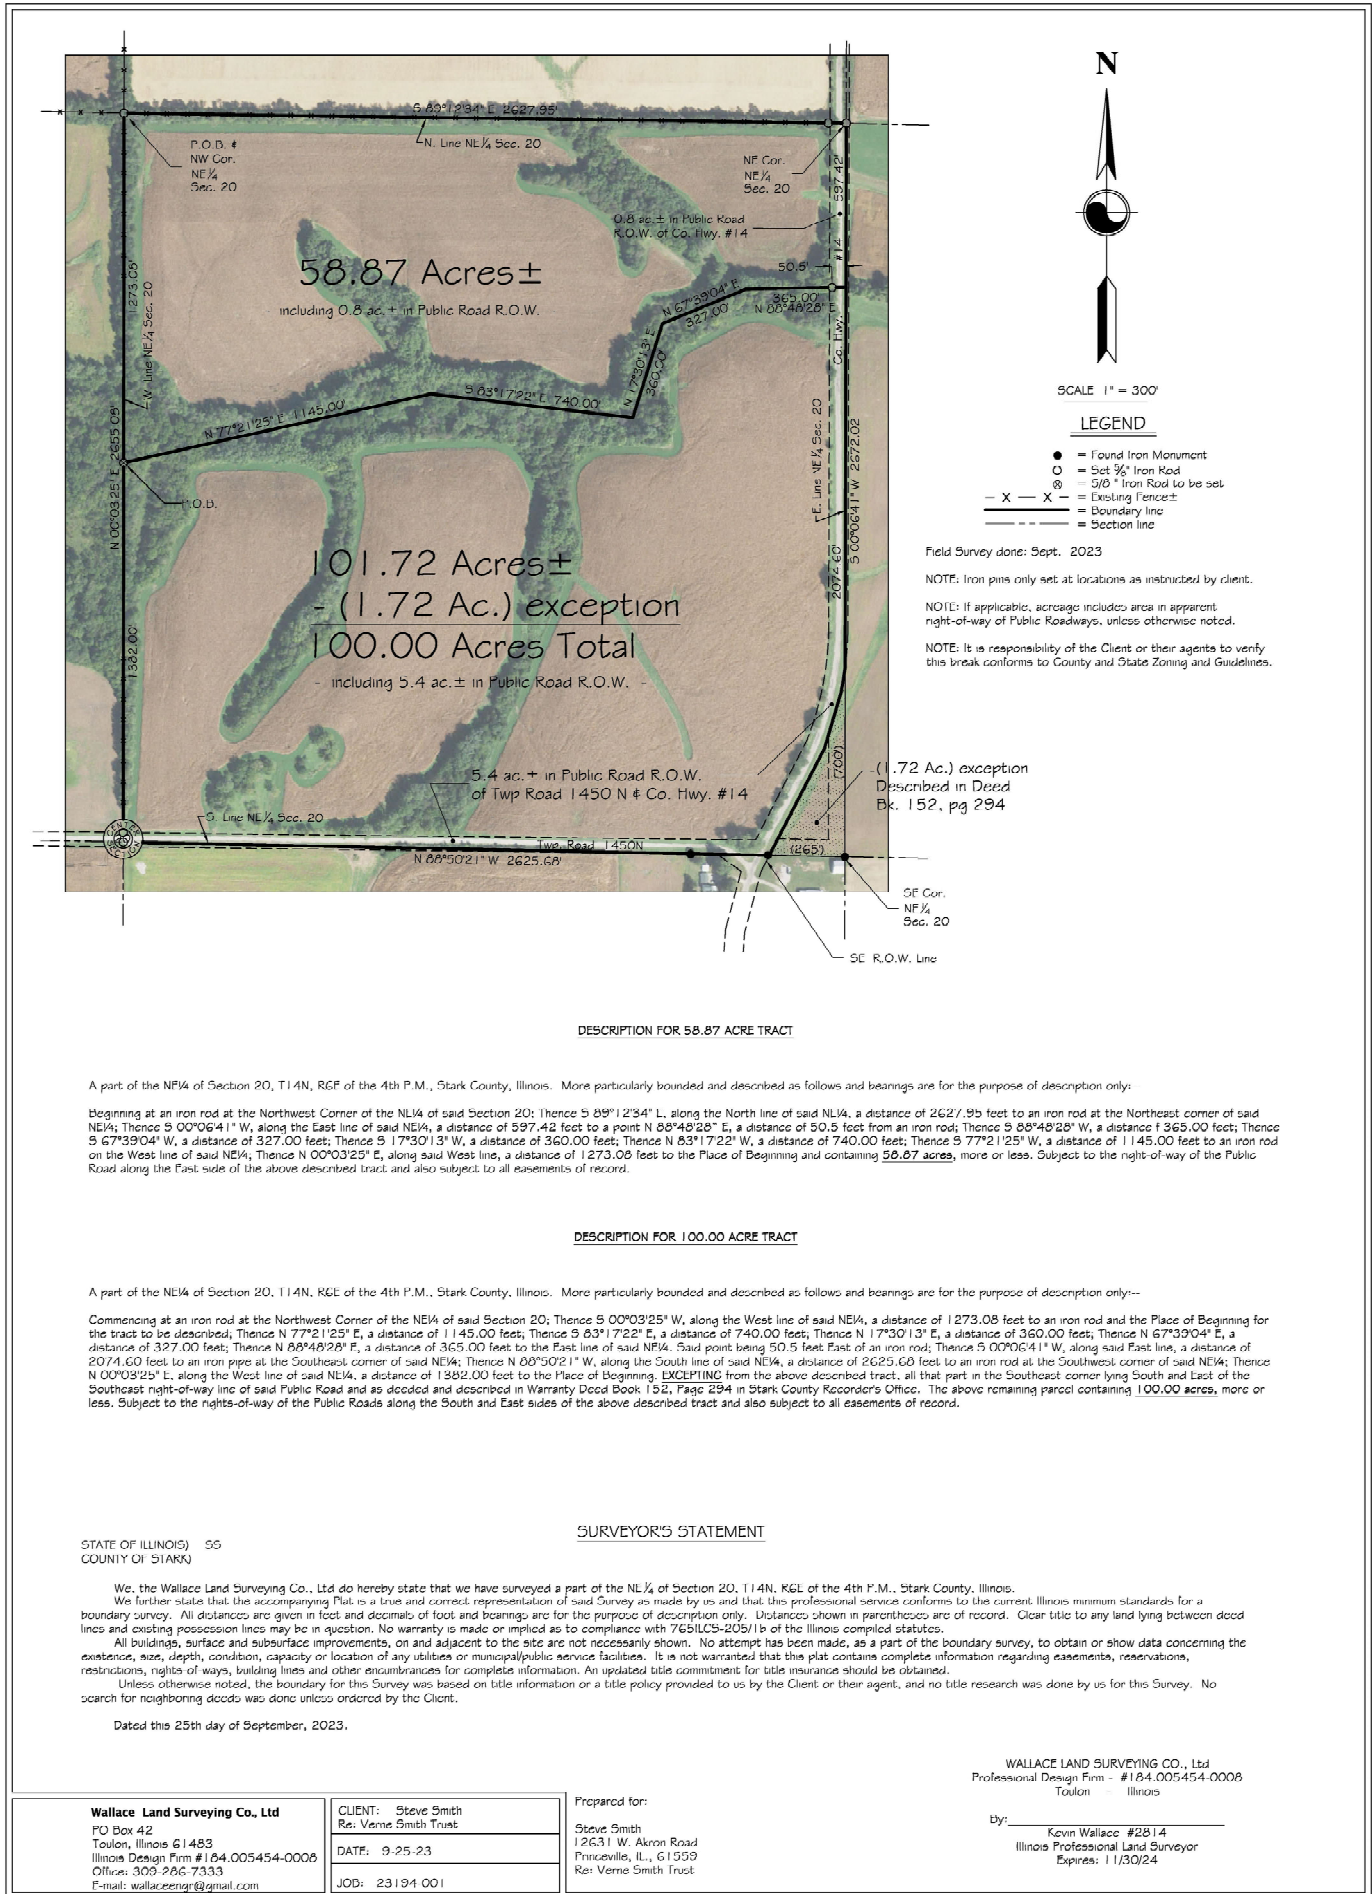 N
S 89°12'34" E 2627.95'
N. Line NE¼ Sec. 20
P.O.B. &
NW Cor.
NE¼
Sec. 20
NE Cor.
NE¼
Sec. 20
597.42
0.8 ac.± in Public Road
R.O.W. of Co. Hwy. #14
#14
Co. Hwy.
50.5'
58.87 Acres±
including 0.8 ac.± in Public Road R.O.W.
1273.05'
W. Line NE¼ Sec. 20
N 67°39'04" E
327.00'
365.00'
N 88°48'28" E
N 17°30'13" E
360.00'
S 83°17'22" E 740.00'
N 77°21'25" E 1145.00'
P.O.B.
N 00°03'25" E 2655.08'
1382.00'
E. Line NE¼ Sec. 20
S 00°06'41" W 2672.02
2074.60'
101.72 Acres±
- (1.72 Ac.) exception
100.00 Acres Total
- including 5.4 ac.± in Public Road R.O.W. -
SCALE 1" = 300'
LEGEND
= Found Iron Monument
= Set ⅝" Iron Rod
= 5/8 " Iron Rod to be set
– X — X – = Existing Fence±
= Boundary line
= Section line
Field Survey done: Sept. 2023
NOTE: Iron pins only set at locations as instructed by client.
NOTE: If applicable, acreage includes area in apparent
right-of-way of Public Roadways, unless otherwise noted.
NOTE: It is responsibility of the Client or their agents to verify
this break conforms to County and State Zoning and Guidelines.
5.4 ac.± in Public Road R.O.W.
of Twp Road 1450 N & Co. Hwy. #14
(700')
(1.72 Ac.) exception
Described in Deed
Bk. 152, pg 294
S. Line NE¼ Sec. 20
CENTER
SECTION
Twp. Road 1450N
N 88°50'21" W 2625.68'
(265')
SE Cor.
NE¼
Sec. 20
SE R.O.W. Line
DESCRIPTION FOR 58.87 ACRE TRACT
A part of the NE¼ of Section 20, T14N, R6E of the 4th P.M., Stark County, Illinois. More particularly bounded and described as follows and bearings are for the purpose of description only:--
Beginning at an iron rod at the Northwest Corner of the NE¼ of said Section 20; Thence S 89°12'34" E, along the North line of said NE¼, a distance of 2627.95 feet to an iron rod at the Northeast corner of said
NE¼; Thence S 00°06'41" W, along the East line of said NE¼, a distance of 597.42 feet to a point N 88°48'28" E, a distance of 50.5 feet from an iron rod; Thence S 88°48'28" W, a distance f 365.00 feet; Thence
S 67°39'04" W, a distance of 327.00 feet; Thence S 17°30'13" W, a distance of 360.00 feet; Thence N 83°17'22" W, a distance of 740.00 feet; Thence S 77°21'25" W, a distance of 1145.00 feet to an iron rod
on the West line of said NE¼; Thence N 00°03'25" E, along said West line, a distance of 1273.08 feet to the Place of Beginning and containing 58.87 acres, more or less. Subject to the right-of-way of the Public
Road along the East side of the above described tract and also subject to all easements of record.
DESCRIPTION FOR 100.00 ACRE TRACT
A part of the NE¼ of Section 20, T14N, R6E of the 4th P.M., Stark County, Illinois. More particularly bounded and described as follows and bearings are for the purpose of description only:--
Commencing at an iron rod at the Northwest Corner of the NE¼ of said Section 20; Thence S 00°03'25" W, along the West line of said NE¼, a distance of 1273.08 feet to an iron rod and the Place of Beginning for
the tract to be described; Thence N 77°21'25" E, a distance of 1145.00 feet; Thence S 83°17'22" E, a distance of 740.00 feet; Thence N 17°30'13" E, a distance of 360.00 feet; Thence N 67°39'04" E, a
distance of 327.00 feet; Thence N 88°48'28" E, a distance of 365.00 feet to the East line of said NE¼. Said point being 50.5 feet East of an iron rod; Thence S 00°06'41" W, along said East line, a distance of
2074.60 feet to an iron pipe at the Southeast corner of said NE¼; Thence N 88°50'21" W, along the South line of said NE¼, a distance of 2625.68 feet to an iron rod at the Southwest corner of said NE¼; Thence
N 00°03'25" E, along the West line of said NE¼, a distance of 1382.00 feet to the Place of Beginning. EXCEPTING from the above described tract, all that part in the Southeast corner lying South and East of the
Southeast right-of-way line of said Public Road and as deeded and described in Warranty Deed Book 152, Page 294 in Stark County Recorder's Office. The above remaining parcel containing 100.00 acres, more or
less. Subject to the rights-of-way of the Public Roads along the South and East sides of the above described tract and also subject to all easements of record.
SURVEYOR'S STATEMENT
STATE OF ILLINOIS) SS
COUNTY OF STARK)
We, the Wallace Land Surveying Co., Ltd do hereby state that we have surveyed a part of the NE¼ of Section 20, T14N, R6E of the 4th P.M., Stark County, Illinois.
We further state that the accompanying Plat is a true and correct representation of said Survey as made by us and that this professional service conforms to the current Illinois minimum standards for a
boundary survey. All distances are given in feet and decimals of foot and bearings are for the purpose of description only. Distances shown in parentheses are of record. Clear title to any land lying between deed
lines and existing possession lines may be in question. No warranty is made or implied as to compliance with 765ILCS-205/1b of the Illinois compiled statutes.
All buildings, surface and subsurface improvements, on and adjacent to the site are not necessarily shown. No attempt has been made, as a part of the boundary survey, to obtain or show data concerning the
existence, size, depth, condition, capacity or location of any utilities or municipal/public service facilities. It is not warranted that this plat contains complete information regarding easements, reservations,
restrictions, rights-of-ways, building lines and other encumbrances for complete information. An updated title commitment for title insurance should be obtained.
Unless otherwise noted, the boundary for this Survey was based on title information or a title policy provided to us by the Client or their agent, and no title research was done by us for this Survey. No
search for neighboring deeds was done unless ordered by the Client.
Dated this 25th day of September, 2023.
WALLACE LAND SURVEYING CO., Ltd
Professional Design Firm - #184.005454-0008
Toulon - Illinois
By:
Kevin Wallace #2814
Illinois Professional Land Surveyor
Expires: 11/30/24
Wallace Land Surveying Co., Ltd
PO Box 42
Toulon, Illinois 61483
Illinois Design Firm #184.005454-0008
Office: 309-286-7333
E-mail: wallaceengr@gmail.com
CLIENT: Steve Smith
Re: Verne Smith Trust
DATE: 9-25-23
JOB: 23194-001
Prepared for:
Steve Smith
12631 W. Akron Road
Princeville, IL., 61559
Re: Verne Smith Trust